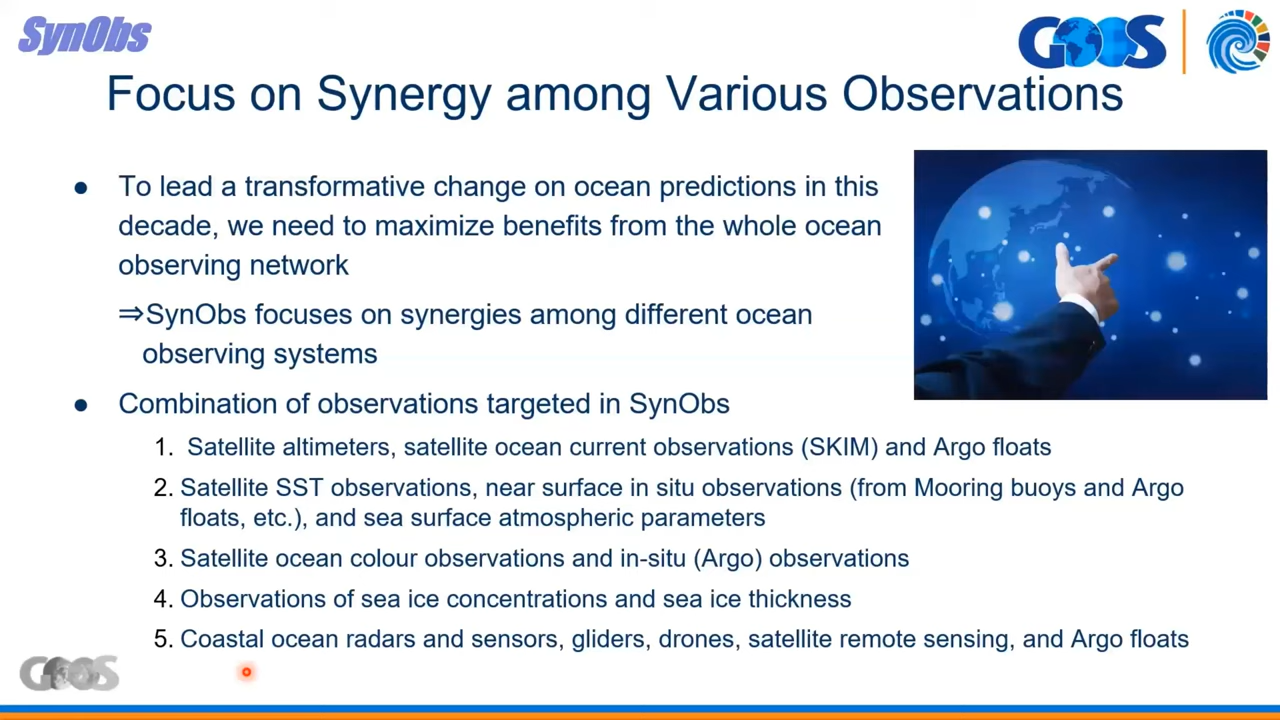 SynObs
GOOS
Focus on Synergy among Various Observations
● To lead a transformative change on ocean predictions in this
decade, we need to maximize benefits from the whole ocean
observing network
⇒SynObs focuses on synergies among different ocean
observing systems
● Combination of observations targeted in SynObs
1. Satellite altimeters, satellite ocean current observations (SKIM) and Argo floats
2. Satellite SST observations, near surface in situ observations (from Mooring buoys and Argo
floats, etc.), and sea surface atmospheric parameters
3. Satellite ocean colour observations and in-situ (Argo) observations
4. Observations of sea ice concentrations and sea ice thickness
5. Coastal ocean radars and sensors, gliders, drones, satellite remote sensing, and Argo floats
GOOS